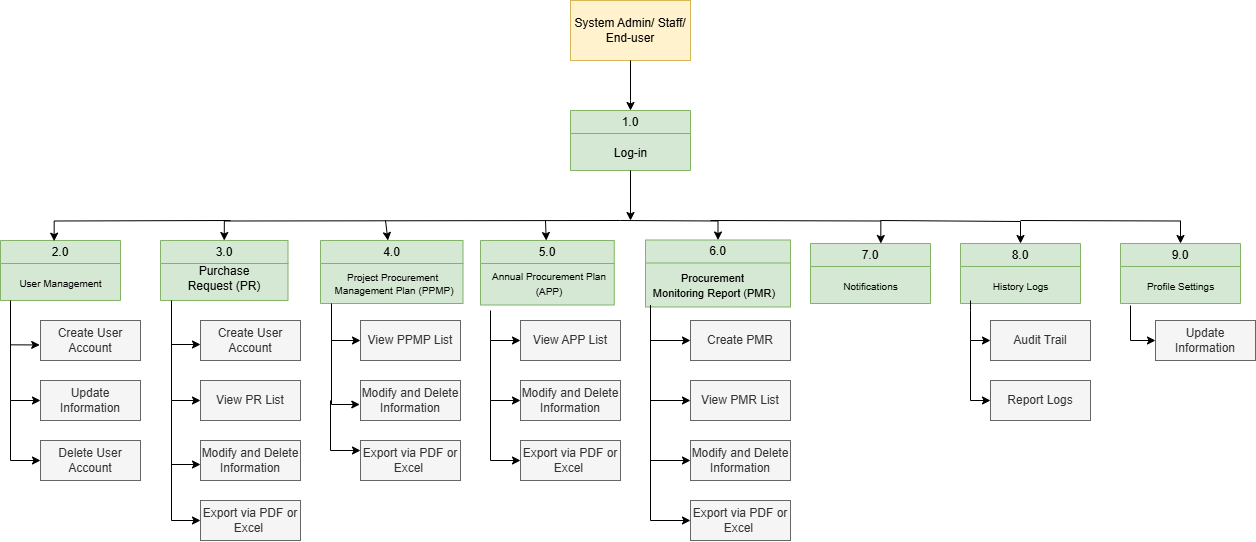 System Admin/ Staff/
End-user
1.0
Log-in
2.0
User Management
Create User
Account
Update
Information
Delete User
Account
3.0
Purchase
Request (PR)
Create User
Account
View PR List
Modify and Delete
Information
Export via PDF or
Excel
4.0
Project Procurement
Management Plan (PPMP)
View PPMP List
Modify and Delete
Information
Export via PDF or
Excel
5.0
Annual Procurement Plan
(APP)
View APP List
Modify and Delete
Information
Export via PDF or
Excel
6.0
Procurement
Monitoring Report (PMR)
Create PMR
View PMR List
Modify and Delete
Information
Export via PDF or
Excel
7.0
Notifications
8.0
History Logs
Audit Trail
Report Logs
9.0
Profile Settings
Update
Information